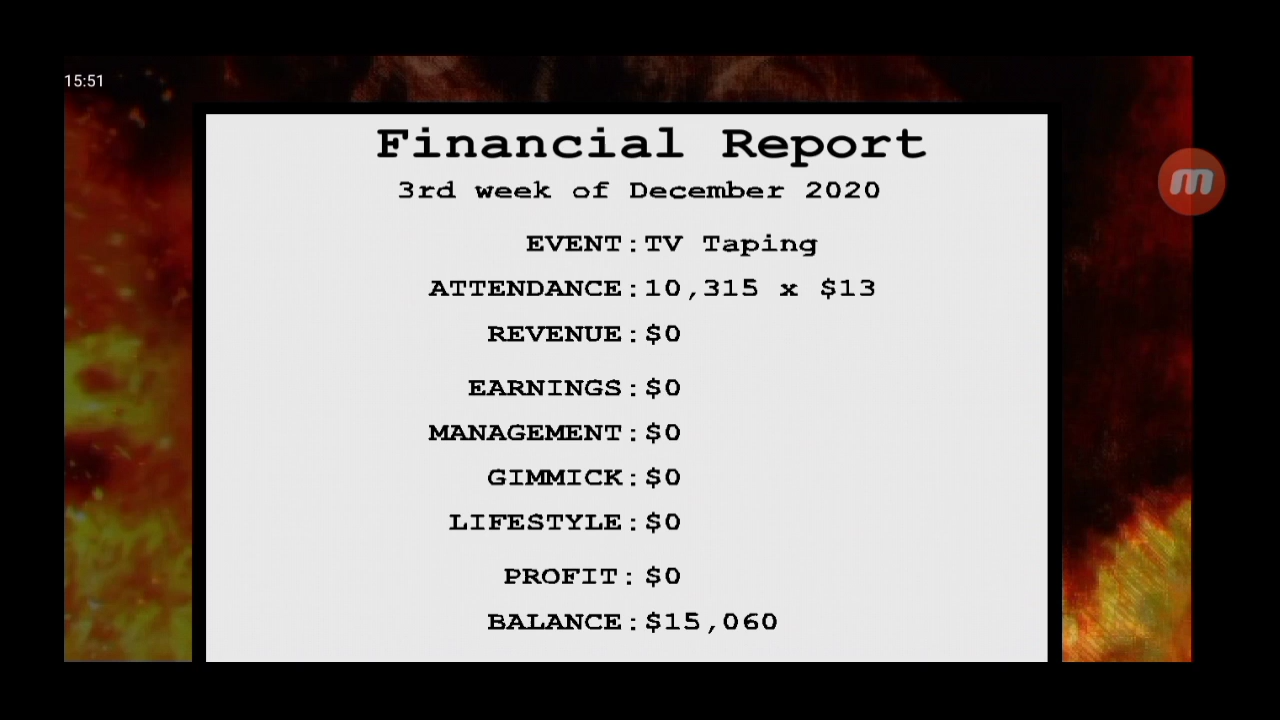 15:51
Financial Report
3rd week of December 2020
EVENT:TV Taping
ATTENDANCE:10,315 x $13
REVENUE:$0
EARNINGS:$0
MANAGEMENT:$0
GIMMICK:$0
LIFESTYLE:$0
PROFIT:$0
BALANCE:$15,060